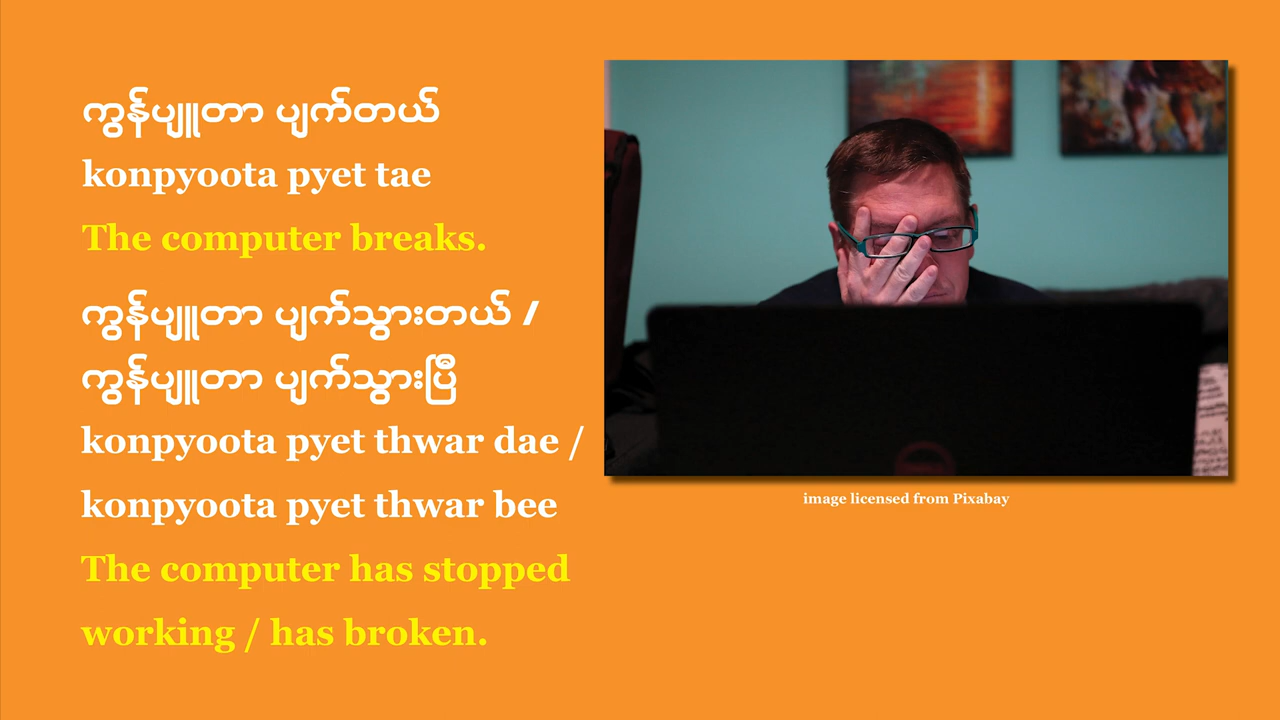 ကွန်ပျူတာ ပျက်တယ်
konpyoota pyet tae
The computer breaks.
ကွန်ပျူတာ ပျက်သွားတယ် /
ကွန်ပျူတာ ပျက်သွားပြီ
konpyoota pyet thwar dae /
konpyoota pyet thwar bee
The computer has stopped
working / has broken.
image licensed from Pixabay